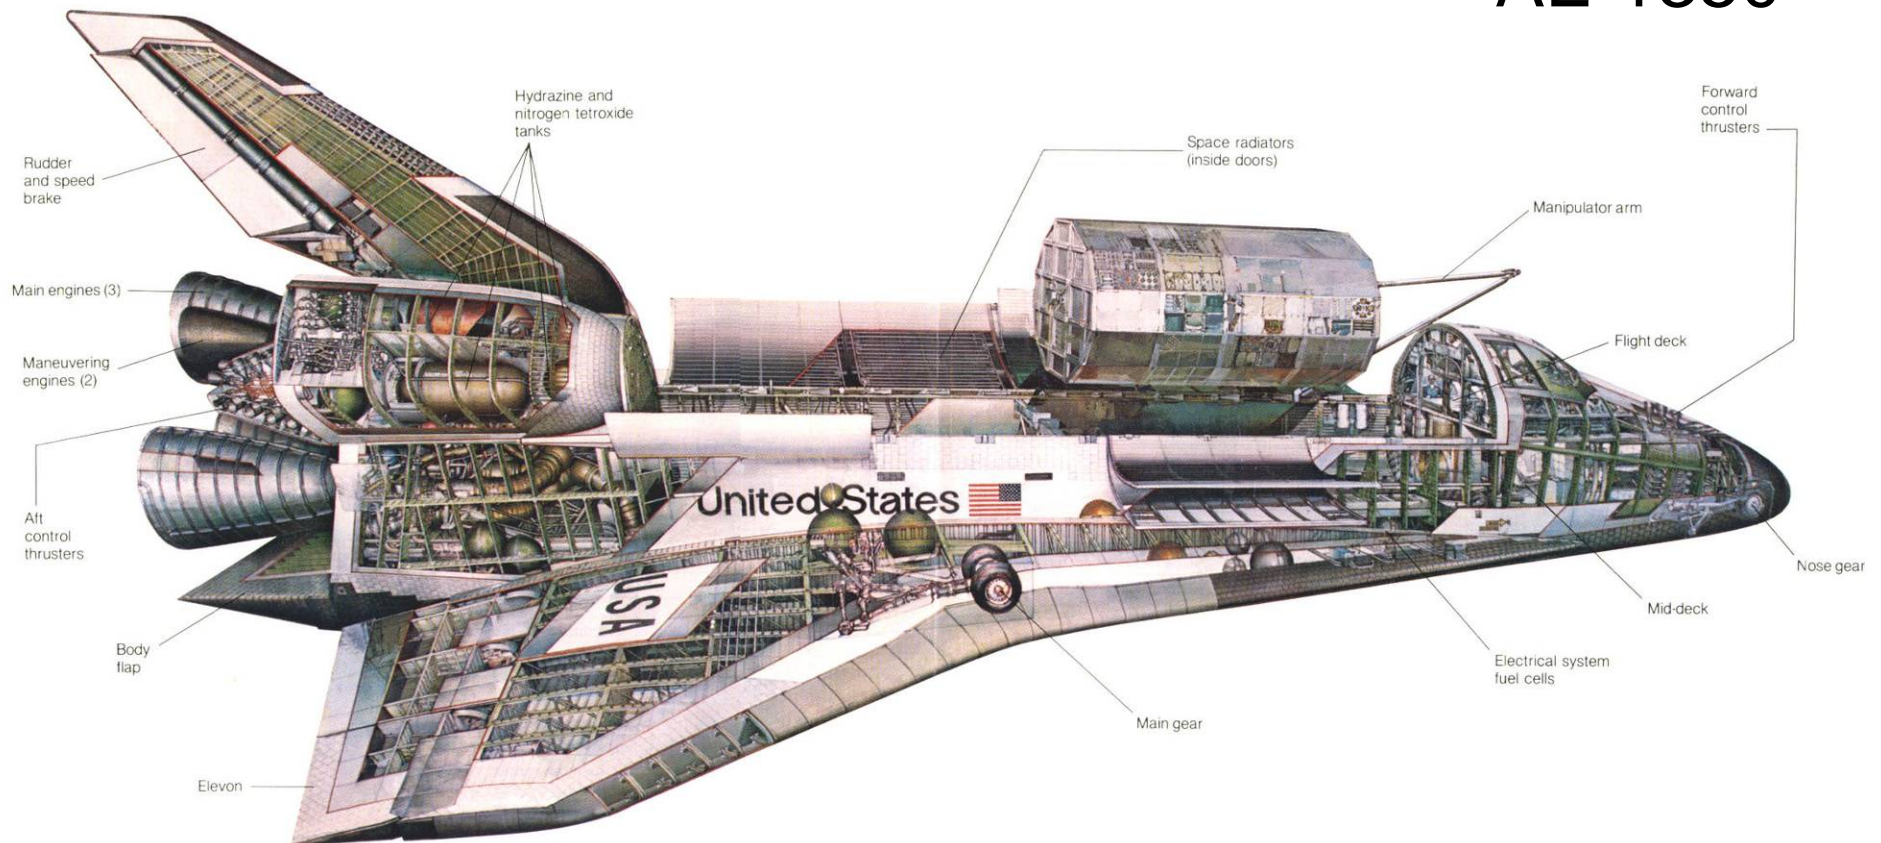 Hydrazine and
nitrogen tetroxide
tanks
Forward
control
thrusters
Space radiators
(inside doors)
Rudder
and speed
brake
Manipulator arm
Main engines (3)
Flight deck
Maneuvering
engines (2)
United States
Aft
control
thrusters
Nose gear
USA
Mid-deck
Body
flap
Electrical system
fuel cells
Main gear
Elevon